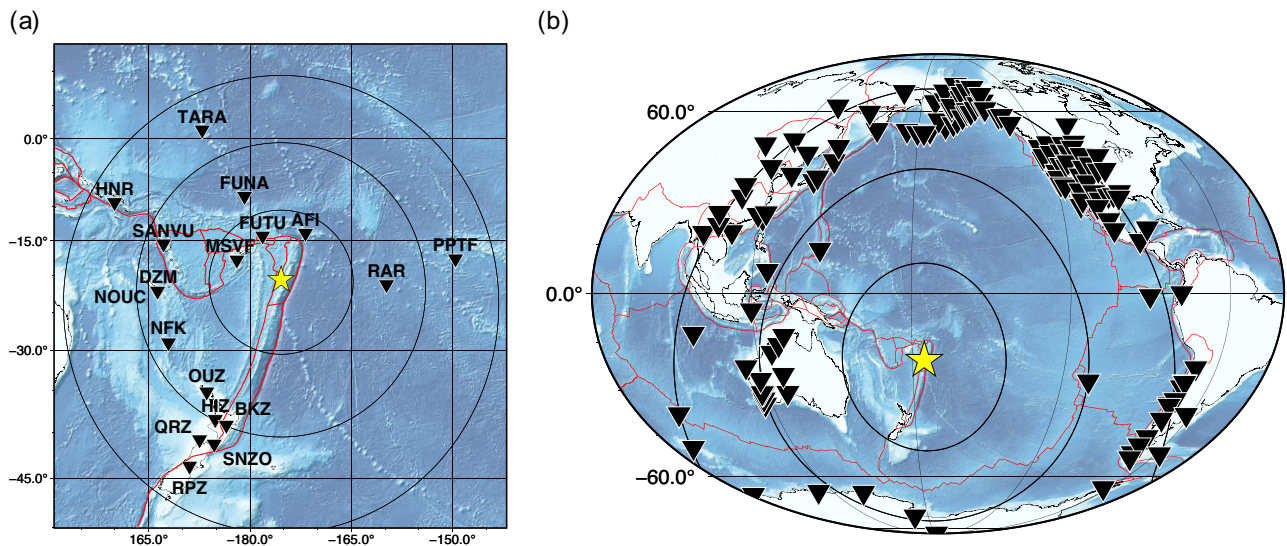 (a)
(b)
TARA
0.0°
FUNA
HNR
FUTU AFI
-15.0°
SANVU
MSVF
PPTF
DZM
RAR
NOUC
NFK
-30.0°
OUZ
HIZ BKZ
QRZ
SNZO
-45.0°
RPZ
165.0° -180.0° -165.0° -150.0°
60.0°
0.0°
-60.0°